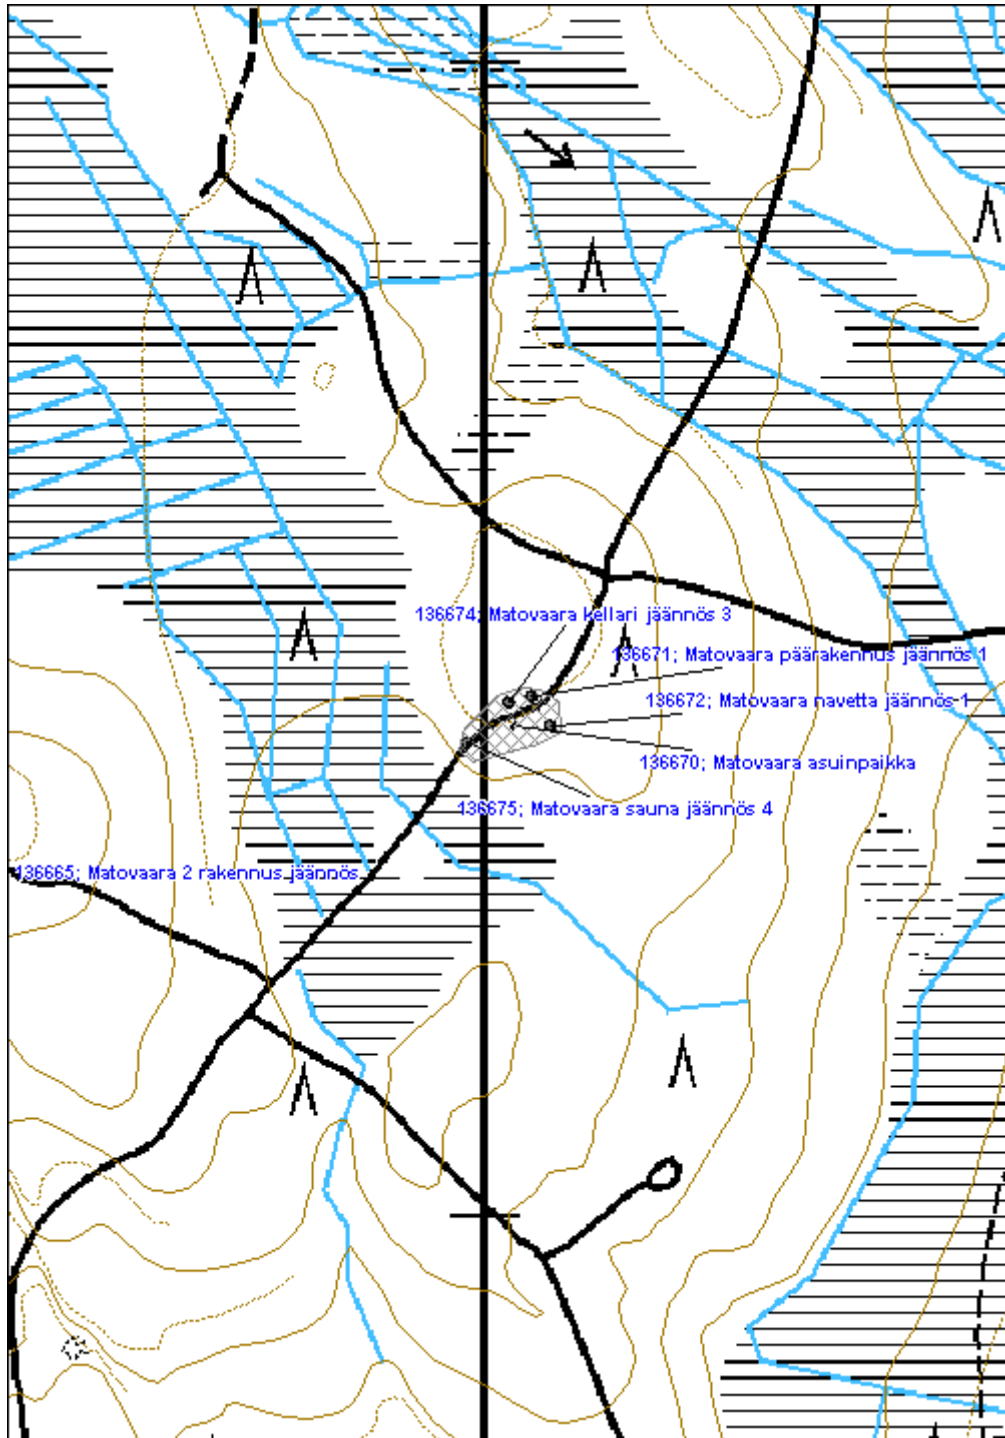 136674; Matovaara kellari jäännös 3
136671; Matovaara päärakennus jäännös 1
136672; Matovaara navetta jäännös 1
136670; Matovaara asuinpaikka
136675; Matovaara sauna jäännös 4
136665; Matovaara 2 rakennus jäännös